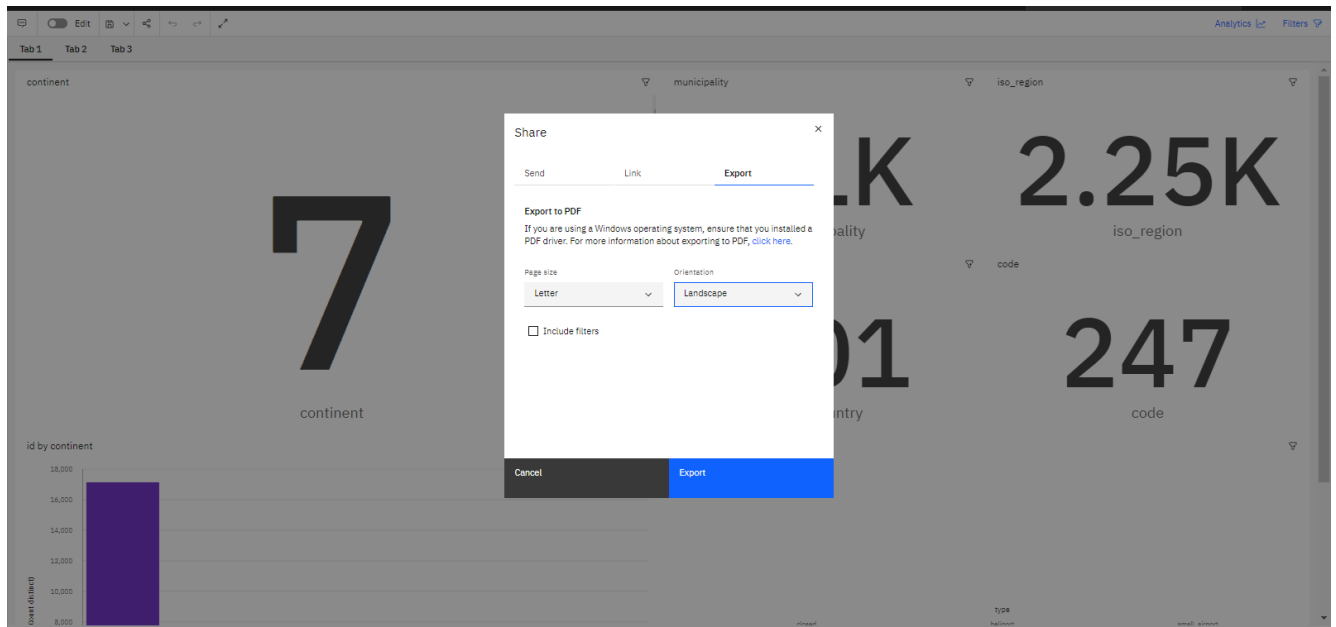 Edit
Analytics
Filters
Tab 1 Tab 2 Tab 3
continent
municipality
iso_region
7
continent
K
2.25K
iso_region
code
247
code
Share
Send Link Export
Export to PDF
If you are using a Windows operating system, ensure that you installed a
PDF driver. For more information about exporting to PDF, click here.
Page size Orientation
Letter Landscape
Include filters
Cancel Export
id by continent
18,000
16,000
14,000
12,000
10,000
8,000
type
closed heliport small_airport